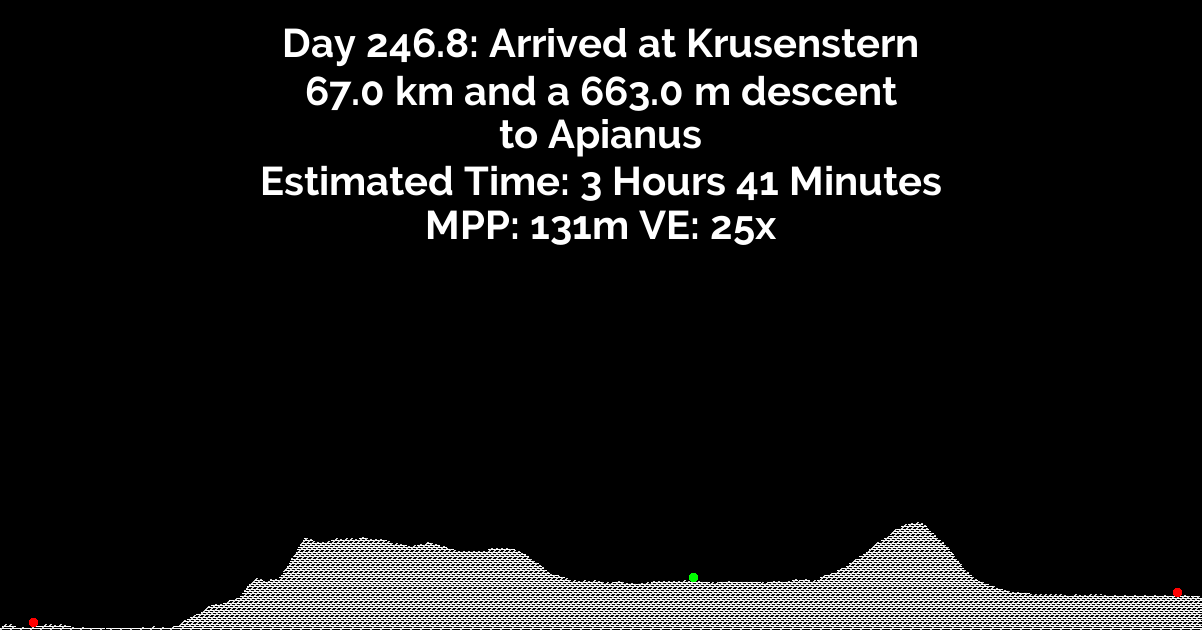 Day 246.8: Arrived at Krusenstern
67.0 km and a 663.0 m descent
to Apianus
Estimated Time: 3 Hours 41 Minutes
MPP: 131m VE: 25x